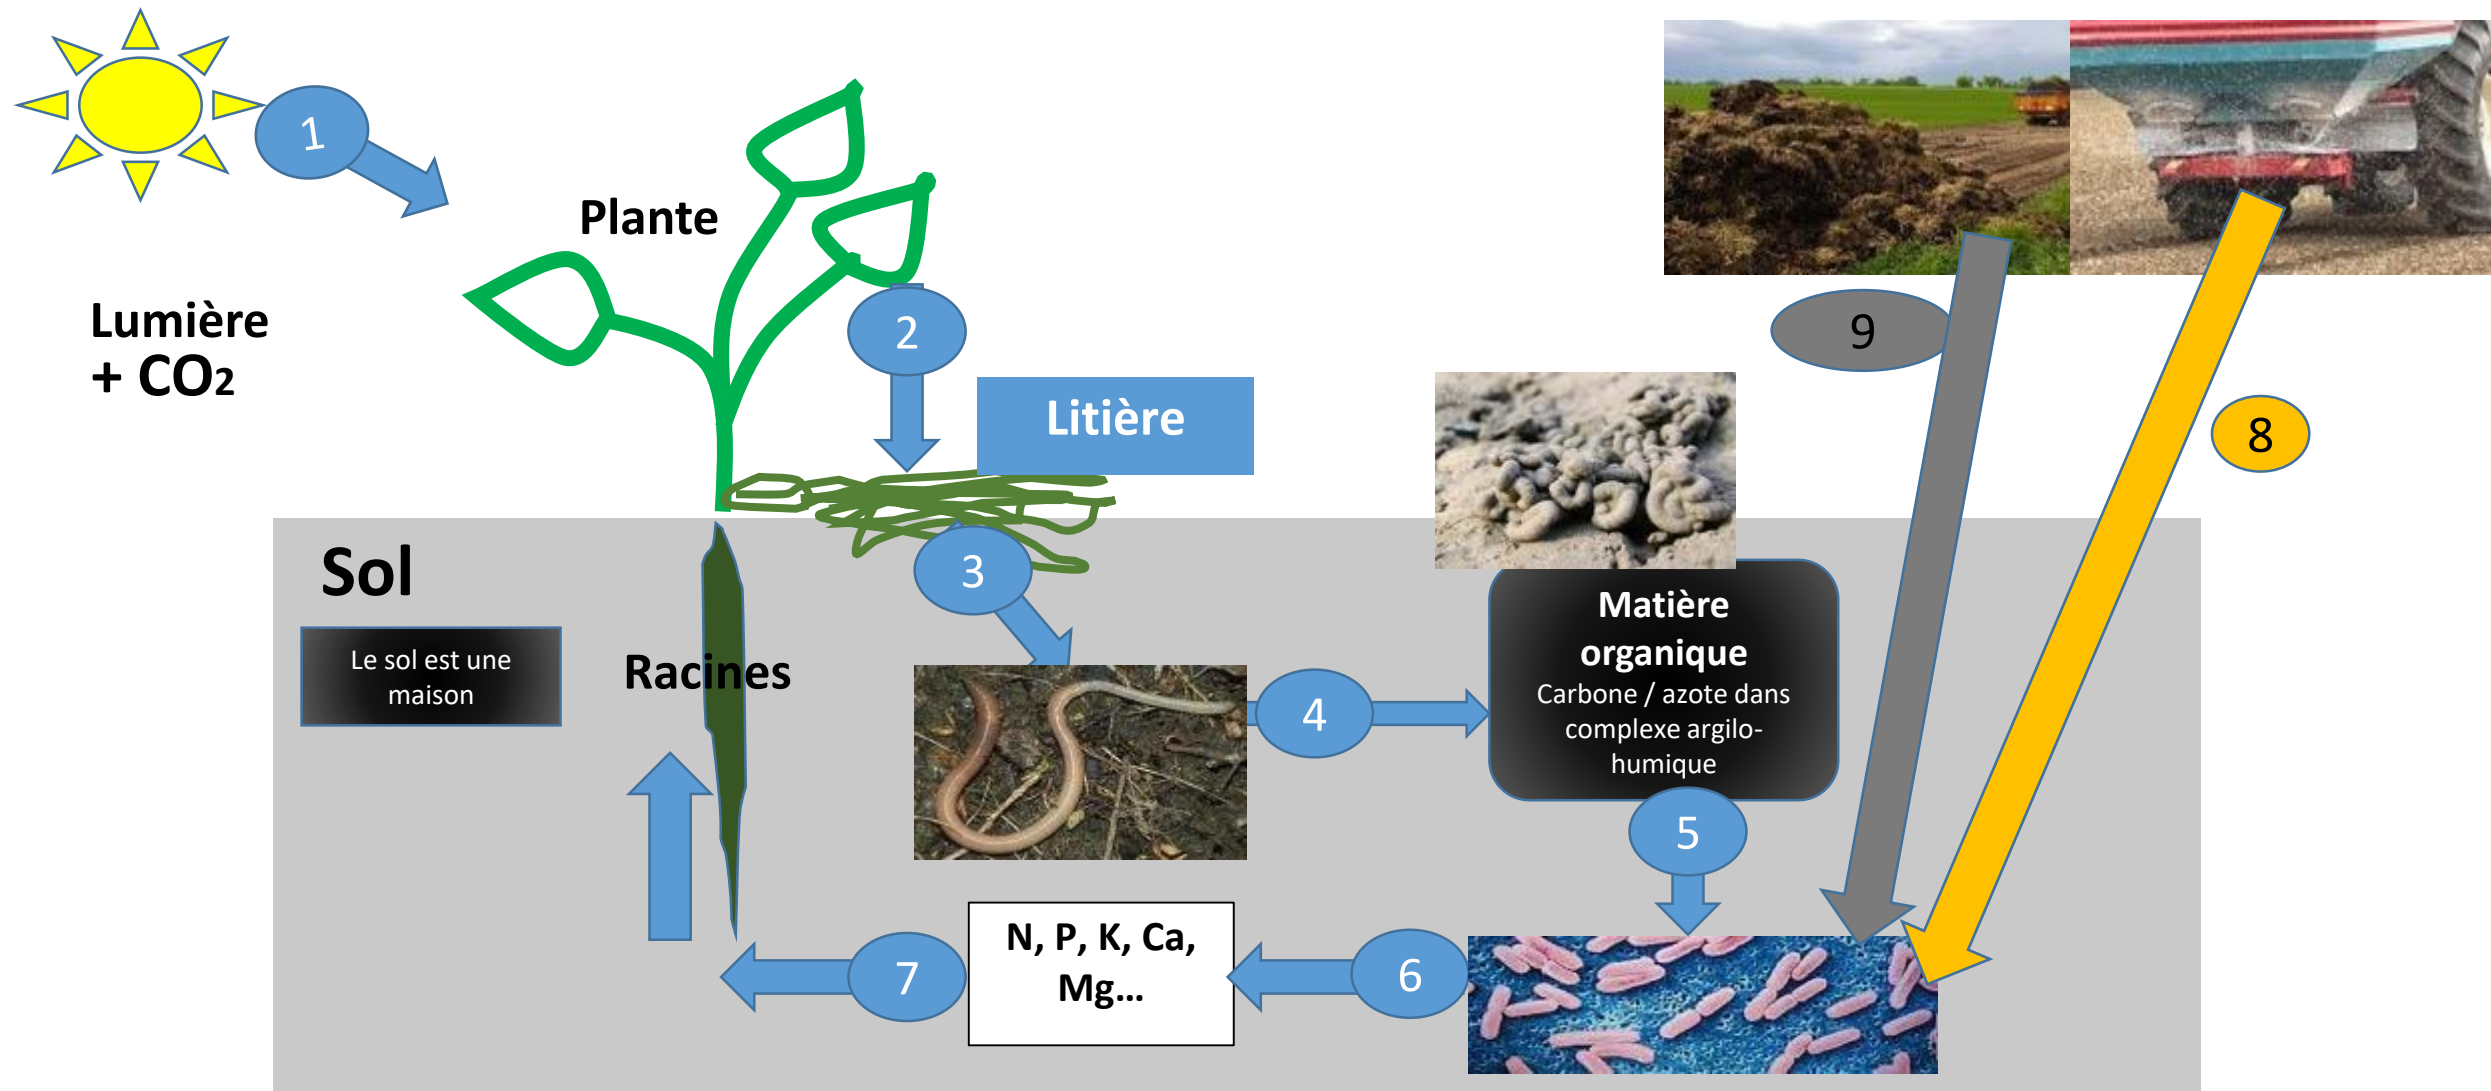 1
Plante
Lumière
+ CO2
2
Litière
9
8
Sol
Le sol est une
maison
Racines
3
4
Matière
organique
Carbone / azote dans
complexe argilo-
humique
5
N, P, K, Ca,
Mg...
6
7